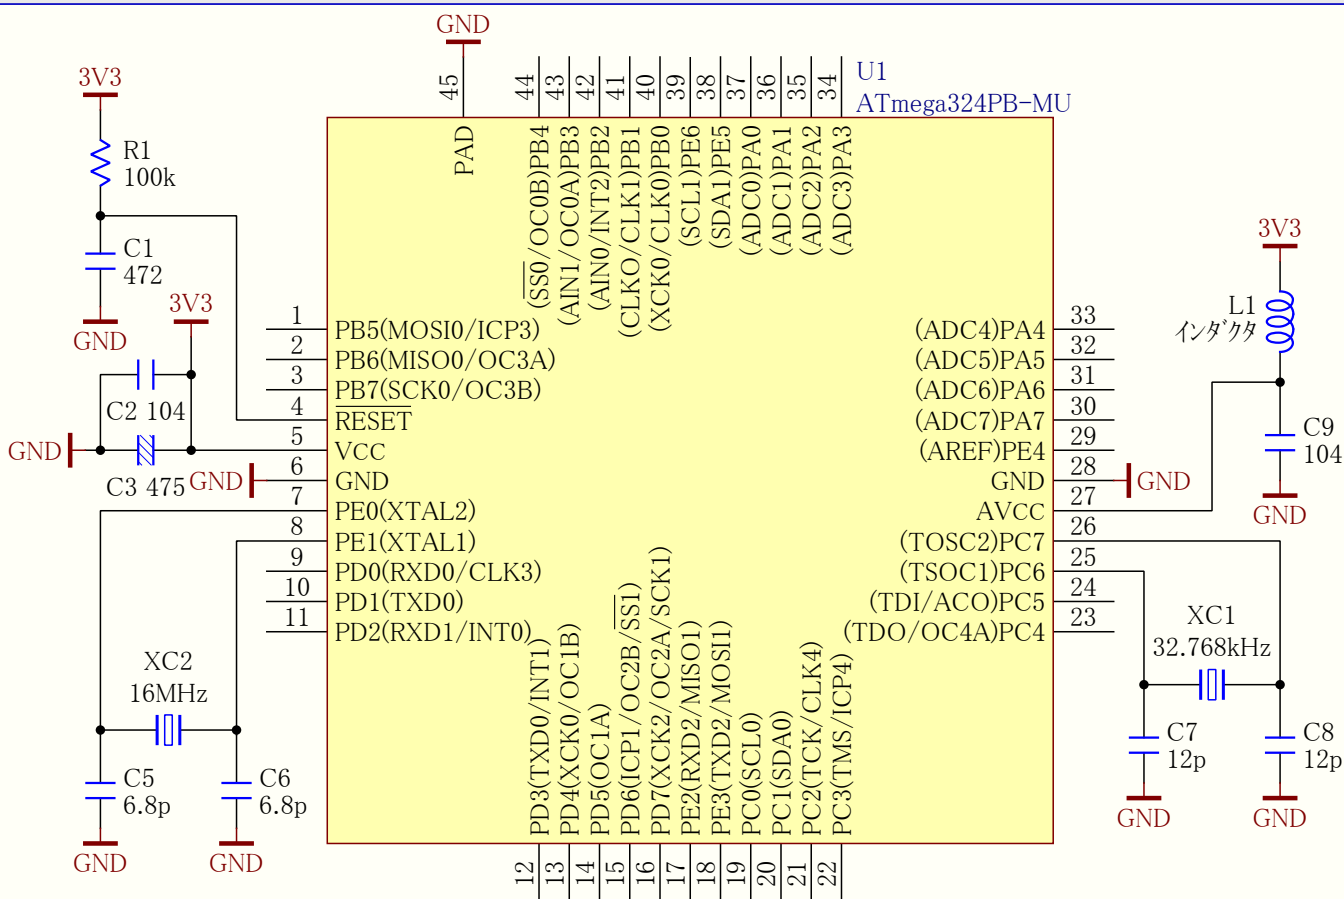 GND
45
44
43
42
41
40
39
38
37
36
35
34
U1
ATmega324PB-MU
PAD
(SS0/OC0B)PB4
(AIN1/OC0A)PB3
(AIN0/INT2)PB2
(CLKO/CLK1)PB1
(XCK0/CLK0)PB0
(SCL1)PE6
(SDA1)PE5
(ADC0)PA0
(ADC1)PA1
(ADC2)PA2
(ADC3)PA3
3V3
R1
100k
C1
472
GND
3V3
C2 104
GND
C3 475
GND
1
PB5(MOSI0/ICP3)
2
PB6(MISO0/OC3A)
3
PB7(SCK0/OC3B)
4
RESET
5
VCC
6
GND
7
PE0(XTAL2)
8
PE1(XTAL1)
9
PD0(RXD0/CLK3)
10
PD1(TXD0)
11
PD2(RXD1/INT0)
XC2
16MHz
C5
6.8p
GND
C6
6.8p
GND
33
(ADC4)PA4
32
(ADC5)PA5
31
(ADC6)PA6
30
(ADC7)PA7
29
(AREF)PE4
28
GND
GND
27
AVCC
26
(TOSC2)PC7
25
(TSOC1)PC6
24
(TDI/ACO)PC5
23
(TDO/OC4A)PC4
3V3
L1
インダクタ
C9
104
GND
XC1
32.768kHz
C7
12p
GND
C8
12p
GND
PD3(TXD0/INT1)
PD4(XCK0/OC1B)
PD5(OC1A)
PD6(ICP1/OC2B/SS1)
PD7(XCK2/OC2A/SCK1)
PE2(RXD2/MISO1)
PE3(TXD2/MOSI1)
PC0(SCL0)
PC1(SDA0)
PC2(TCK/CLK4)
PC3(TMS/ICP4)
12
13
14
15
16
17
18
19
20
21
22